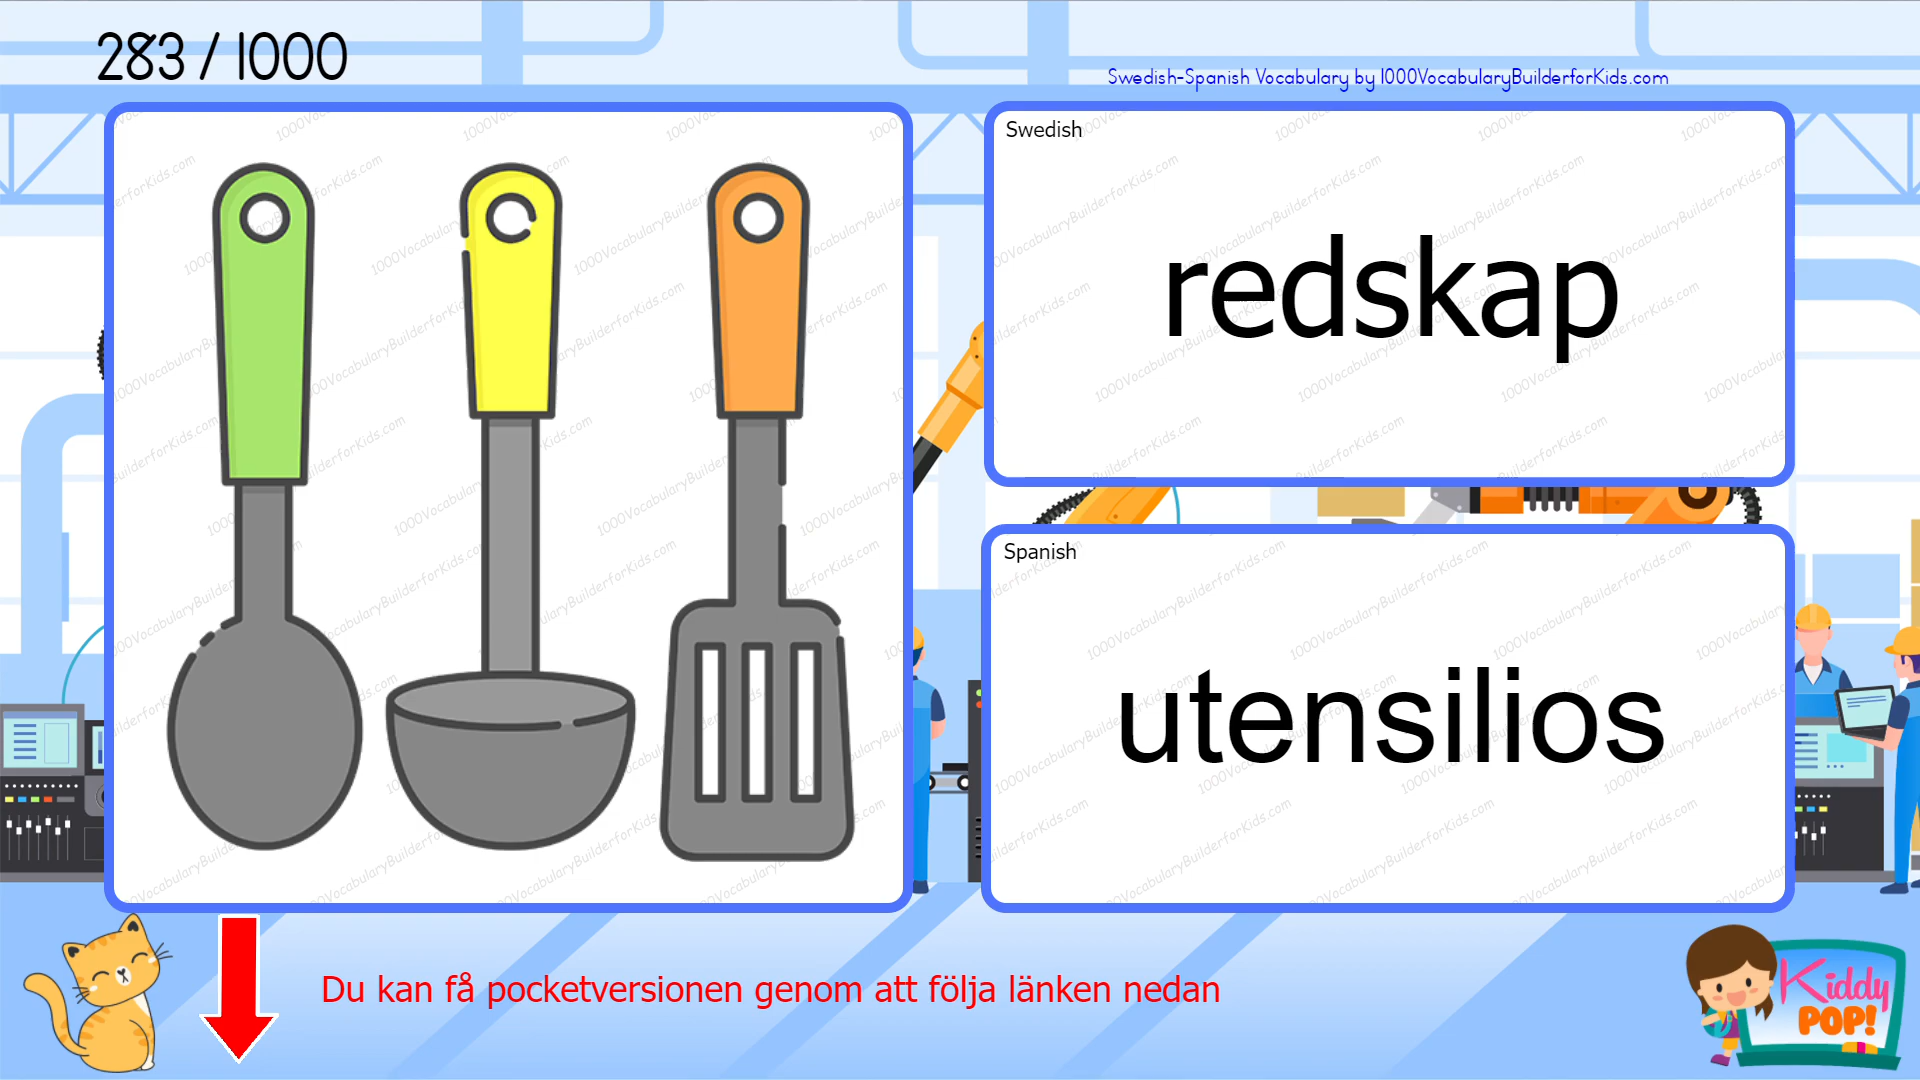 283 / 1000
Swedish-Spanish Vocabulary by 1000VocabularyBuilderforKids.com
Swedish
redskap
Spanish
utensilios
Du kan få pocketversionen genom att följa länken nedan
Kiddy
POP!